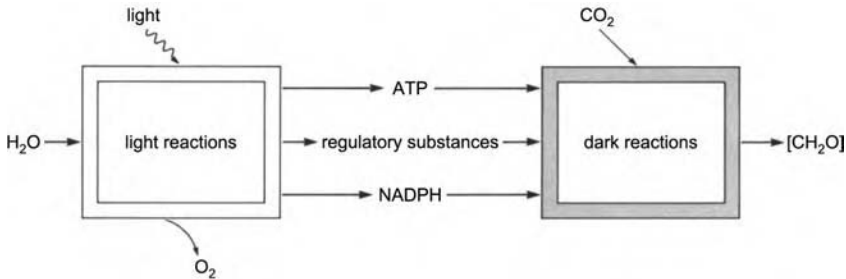 light
CO₂
ATP
H₂O
light reactions
regulatory substances
dark reactions
[CH₂O]
NADPH
O₂